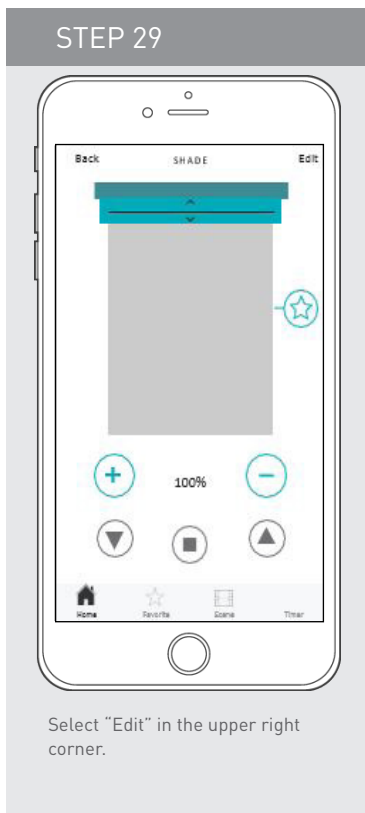 STEP 29
Back SHADE Edit
100%
Home Favorite Scene Timer
Select "Edit" in the upper right
corner.